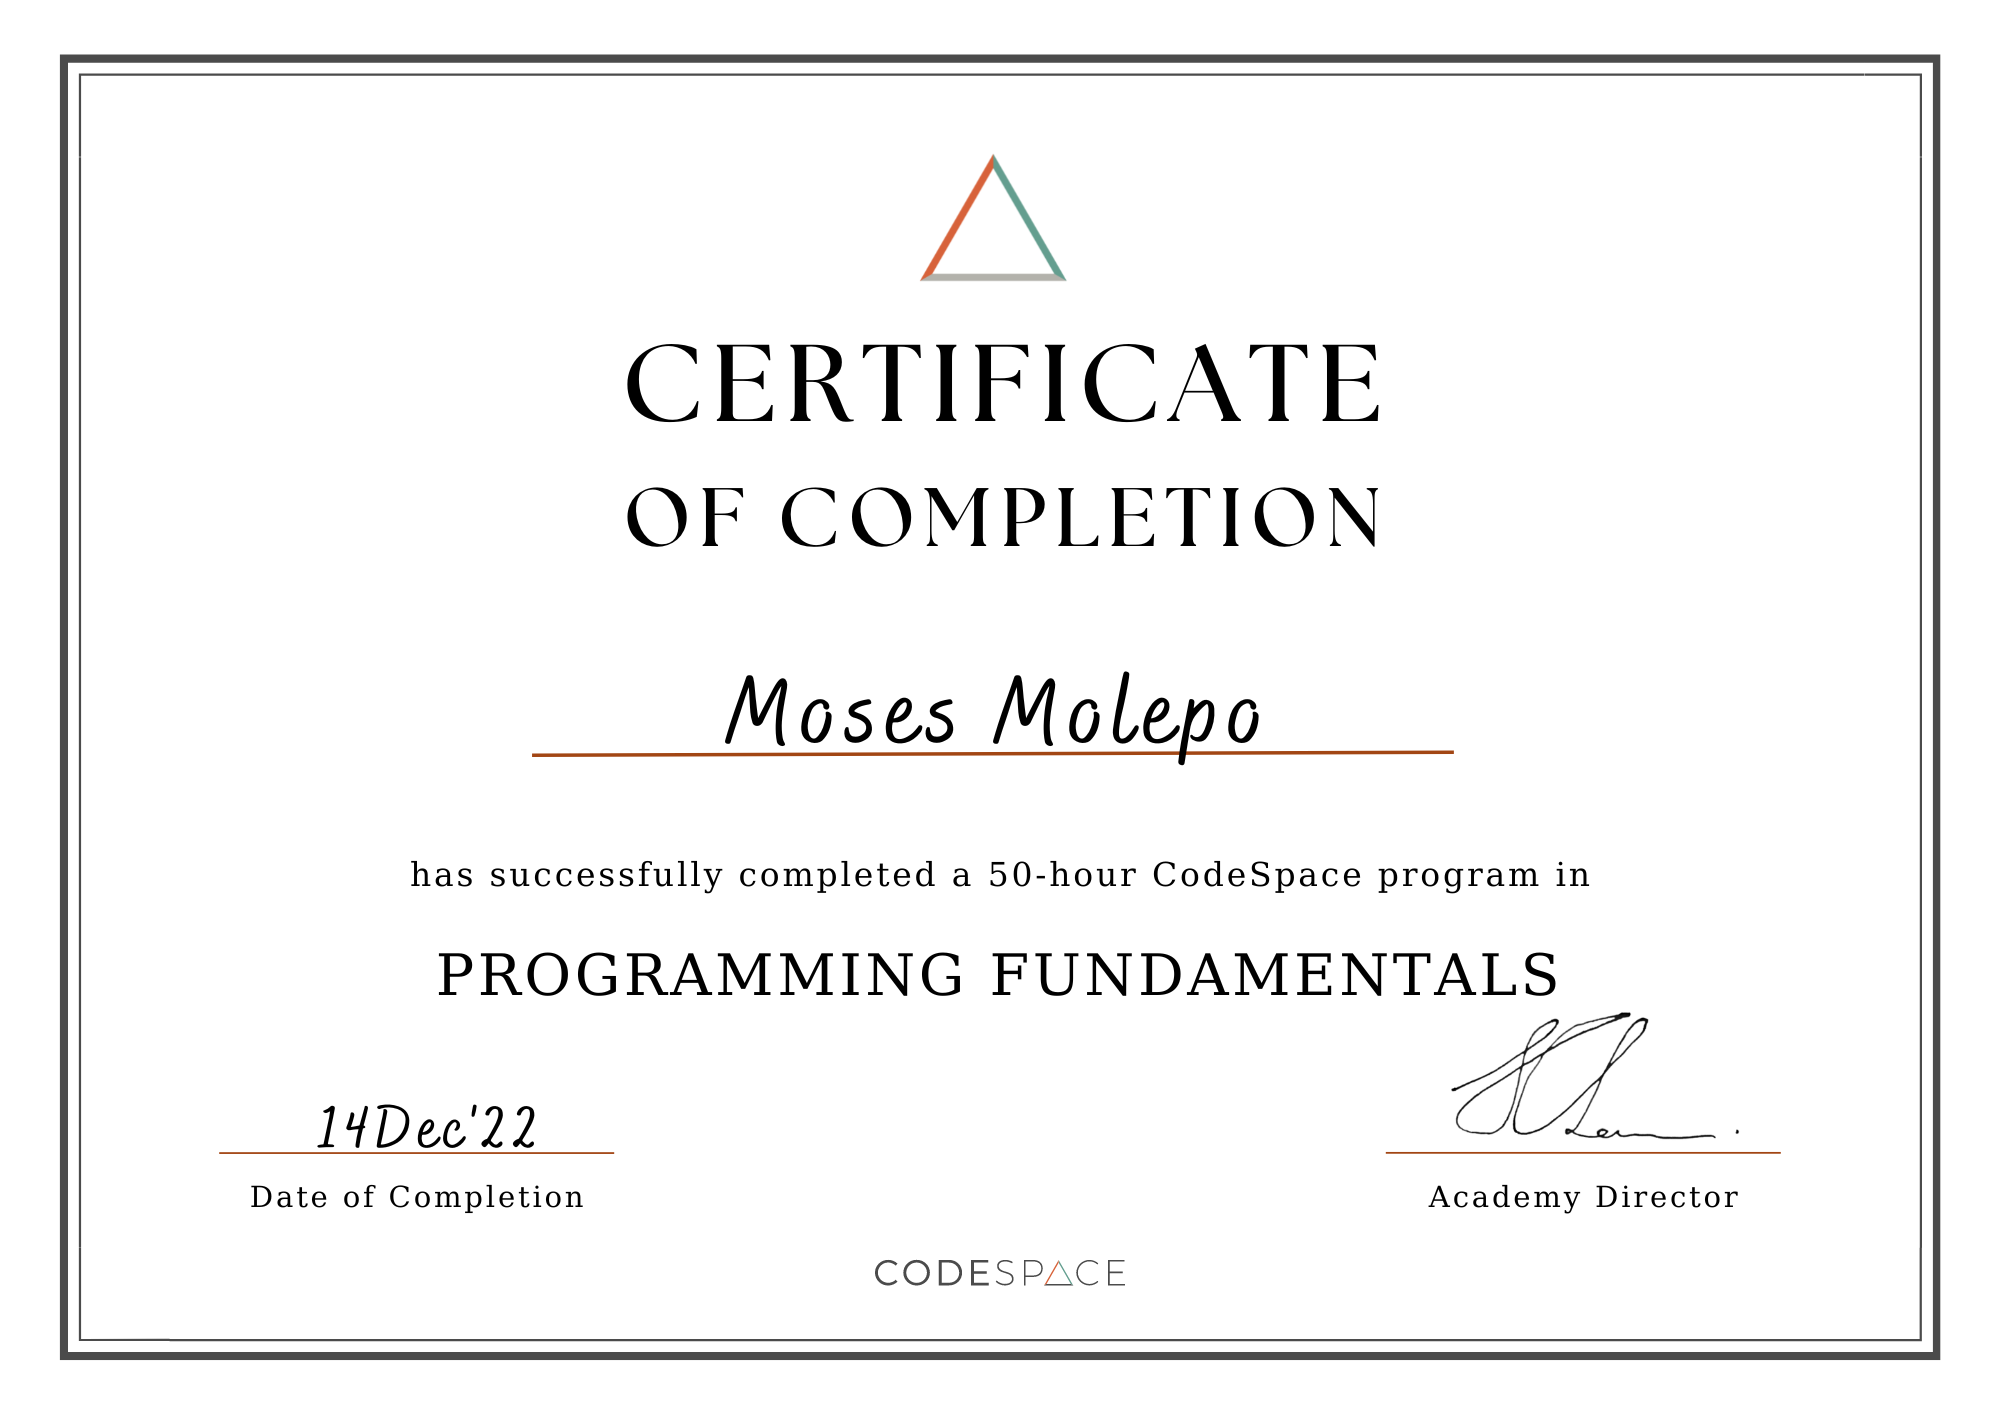 CERTIFICATE
OF COMPLETION
Moses Molepo
has successfully completed a 50-hour CodeSpace program in
PROGRAMMING FUNDAMENTALS
14Dec'22
Date of Completion
Academy Director
CODESPACE